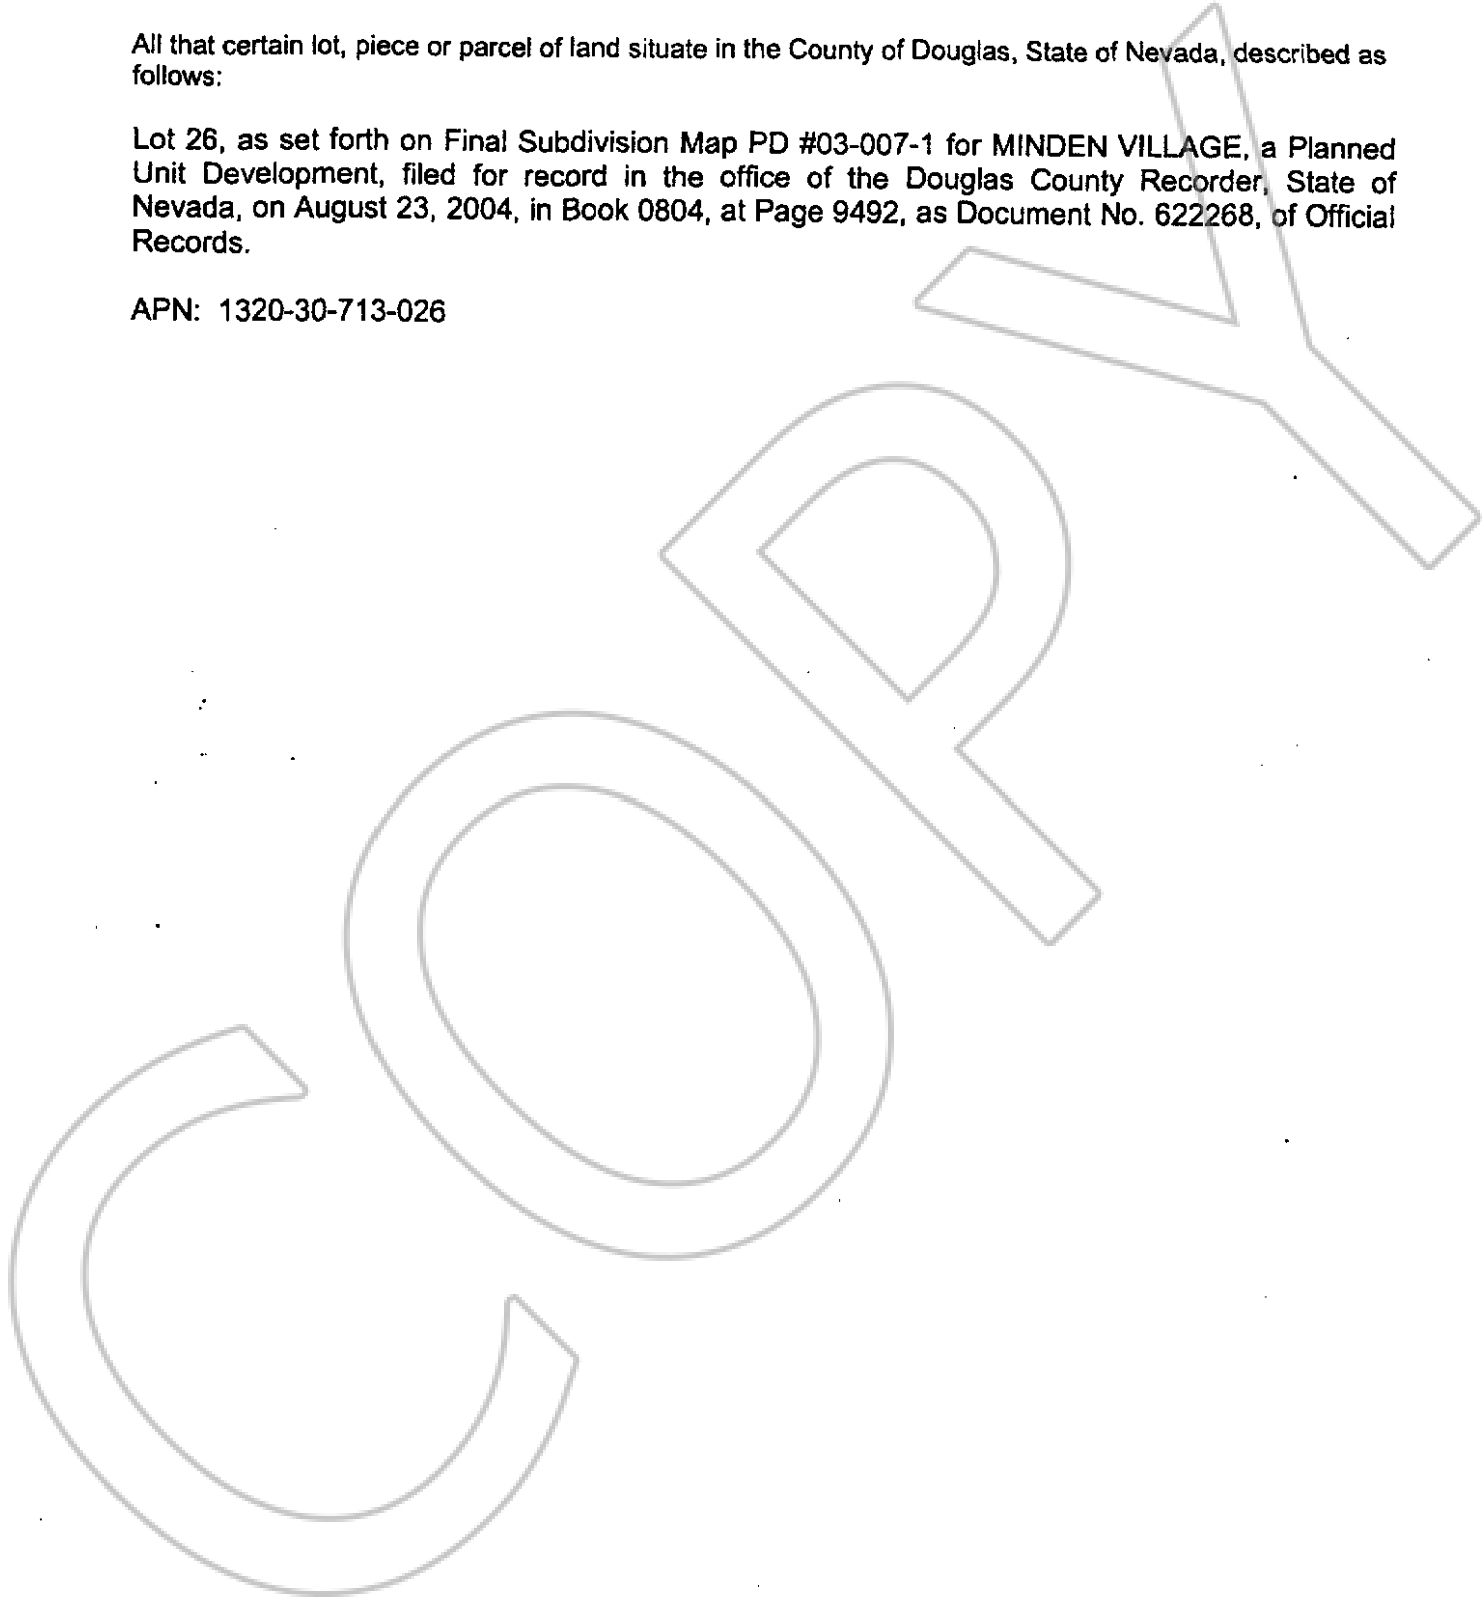 All that certain lot, piece or parcel of land situate in the County of Douglas, State of Nevada, described as
follows:
Lot 26, as set forth on Final Subdivision Map PD #03-007-1 for MINDEN VILLAGE, a Planned
Unit Development, filed for record in the office of the Douglas County Recorder, State of
Nevada, on August 23, 2004, in Book 0804, at Page 9492, as Document No. 622268, of Official
Records.
APN: 1320-30-713-026
COPY